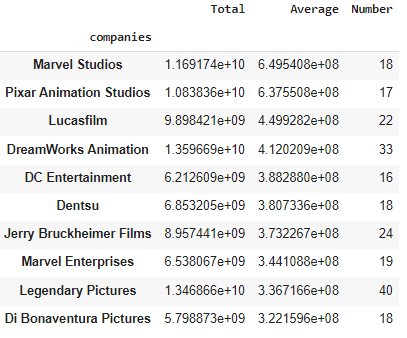 Total Average Number
companies
Marvel Studios 1.169174e+10 6.495408e+08 18
Pixar Animation Studios 1.083836e+10 6.375508e+08 17
Lucasfilm 9.898421e+09 4.499282e+08 22
DreamWorks Animation 1.359669e+10 4.120209e+08 33
DC Entertainment 6.212609e+09 3.882880e+08 16
Dentsu 6.853205e+09 3.807336e+08 18
Jerry Bruckheimer Films 8.957441e+09 3.732267e+08 24
Marvel Enterprises 6.538067e+09 3.441088e+08 19
Legendary Pictures 1.346866e+10 3.367166e+08 40
Di Bonaventura Pictures 5.798873e+09 3.221596e+08 18